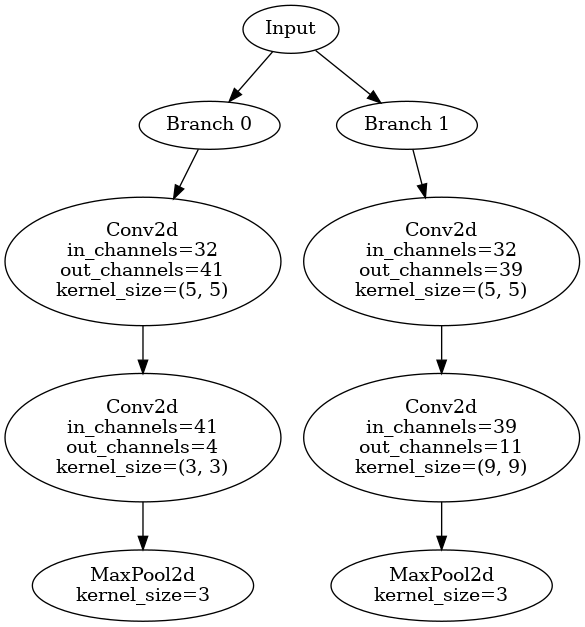 Input
Branch 0
Branch 1
Conv2d
in_channels=32
out_channels=41
kernel_size=(5, 5)
Conv2d
in_channels=32
out_channels=39
kernel_size=(5, 5)
Conv2d
in_channels=41
out_channels=4
kernel_size=(3, 3)
Conv2d
in_channels=39
out_channels=11
kernel_size=(9, 9)
MaxPool2d
kernel_size=3
MaxPool2d
kernel_size=3